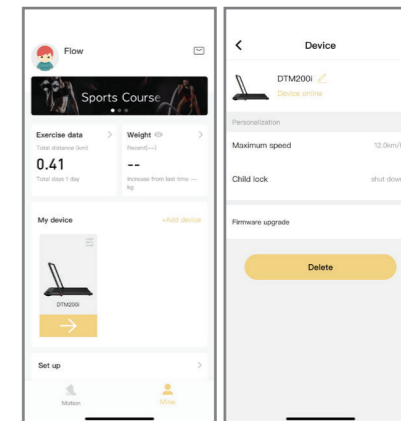 Flow
Sports Course
Exercise data
Total distance (km)
0.41
Total days 1 day
Weight
Recent(--)
--
Increase from last time --
kg
My device
+Add device
DTM200i
Set up
Motion
Mine
Device
DTM200i
Device online
Personalization
Maximum speed
12.0km/h
Child lock
shut down
Firmware upgrade
Delete